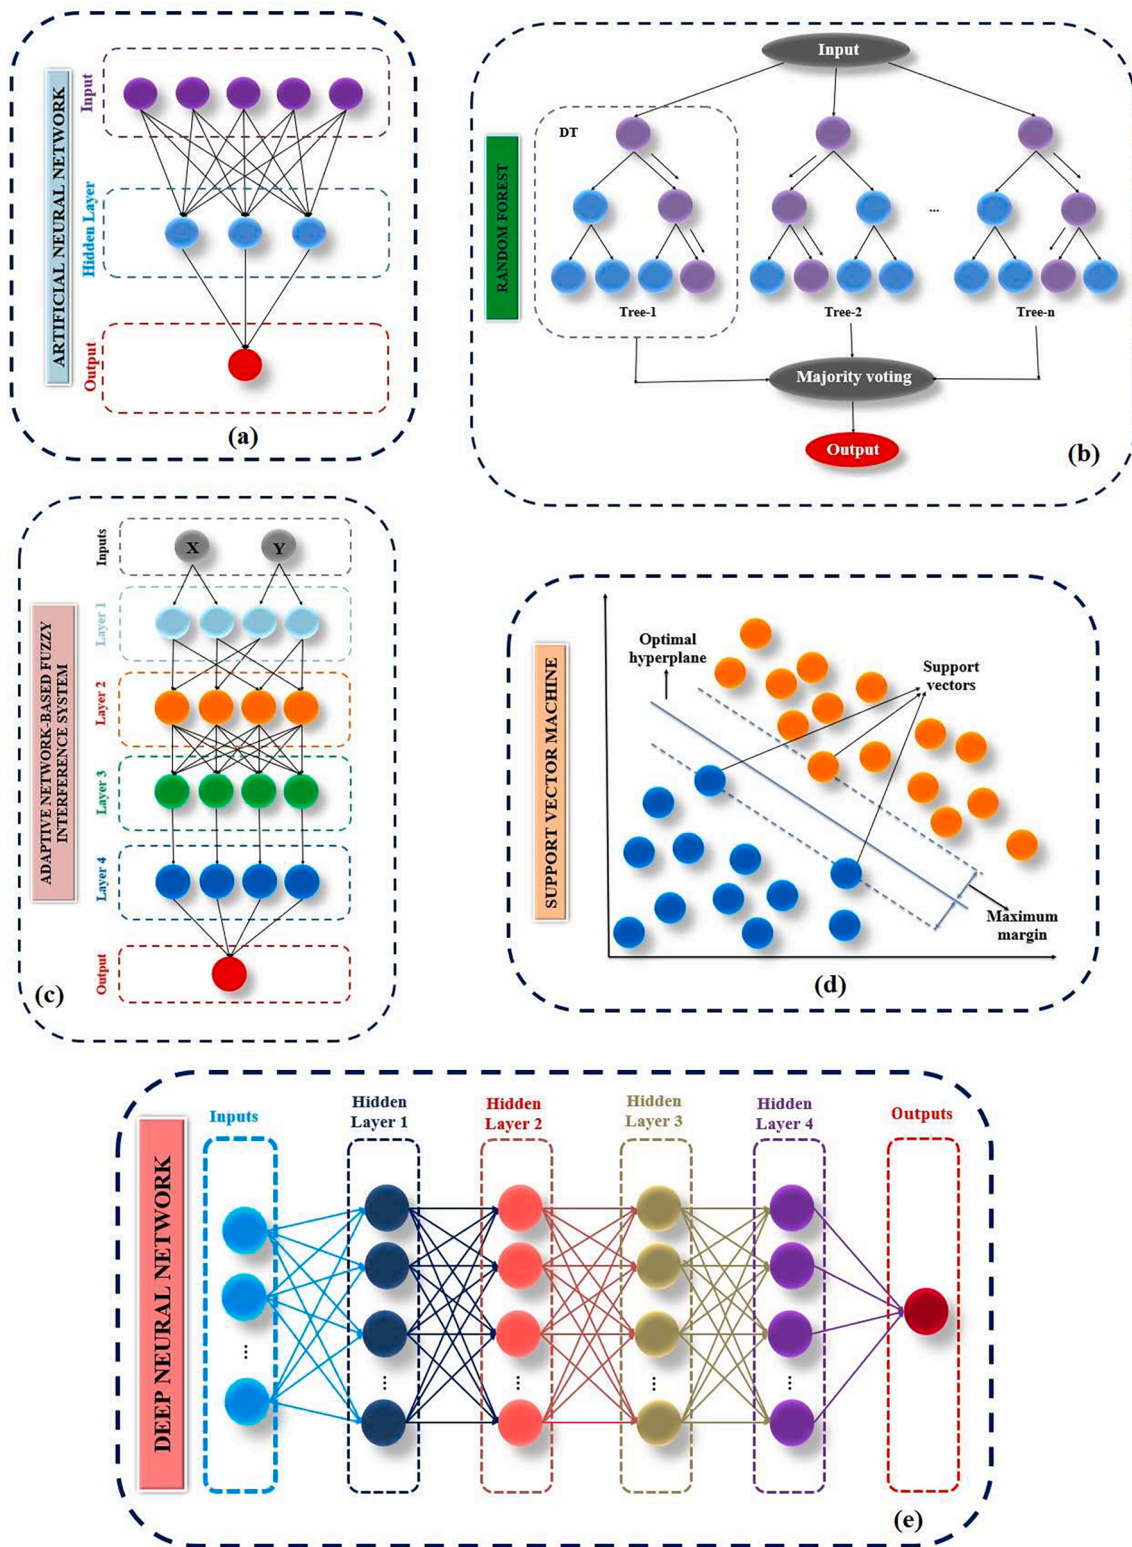 ARTIFICIAL NEURAL NETWORK
Input
Hidden Layer
Output
(a)
RANDOM FOREST
Input
DT
...
Tree-1
Tree-2
Tree-n
Majority voting
Output
(b)
ADAPTIVE NETWORK-BASED FUZZY
INTERFERENCE SYSTEM
Inputs
X
Y
Layer 1
Layer 2
Layer 3
Layer 4
Output
(c)
SUPPORT VECTOR MACHINE
Optimal
hyperplane
Support
vectors
Maximum
margin
(d)
DEEP NEURAL NETWORK
Inputs
Hidden
Layer 1
Hidden
Layer 2
Hidden
Layer 3
Hidden
Layer 4
Outputs
...
...
...
...
...
(e)